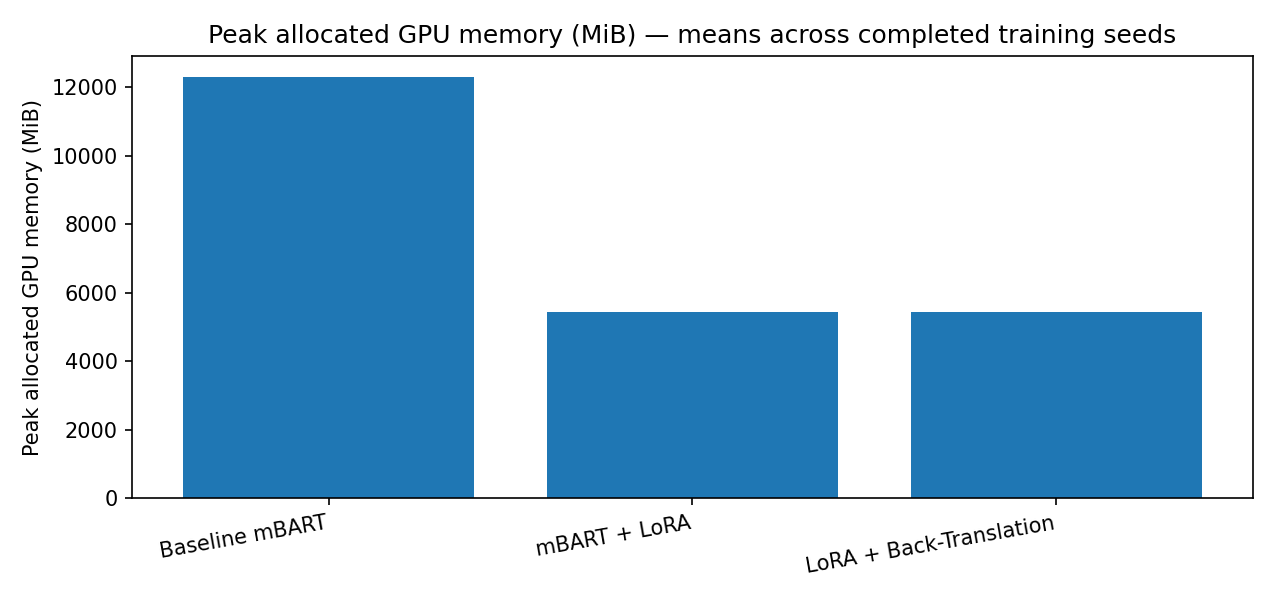 Peak allocated GPU memory (MiB) — means across completed training seeds
Peak allocated GPU memory (MiB)
12000
10000
8000
6000
4000
2000
0
Baseline mBART
mBART + LoRA
LoRA + Back-Translation